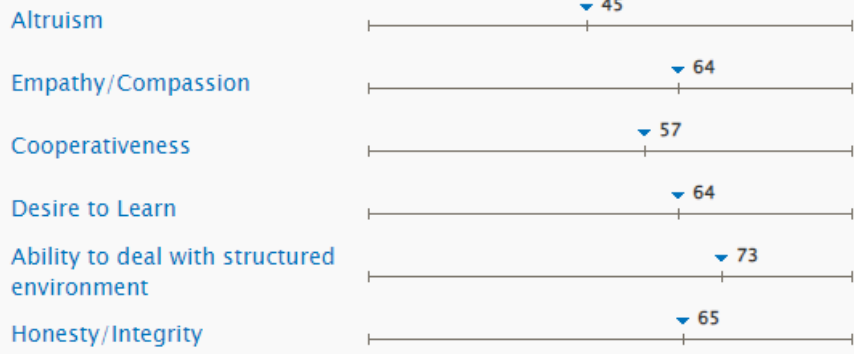 Altruism 45
Empathy/Compassion 64
Cooperativeness 57
Desire to Learn 64
Ability to deal with structured 73
environment
Honesty/Integrity 65